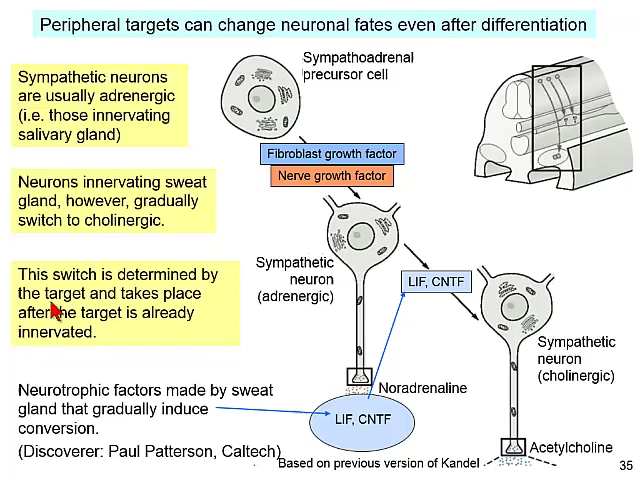 Peripheral targets can change neuronal fates even after differentiation
Sympathetic neurons
are usually adrenergic
(i.e. those innervating
salivary gland)
Neurons innervating sweat
gland, however, gradually
switch to cholinergic.
This switch is determined by
the target and takes place
after the target is already
innervated.
Neurotrophic factors made by sweat
gland that gradually induce
conversion.
(Discoverer: Paul Patterson, Caltech)
Sympathoadrenal
precursor cell
Fibroblast growth factor
Nerve growth factor
Sympathetic
neuron
(adrenergic)
LIF, CNTF
Noradrenaline
LIF, CNTF
Sympathetic
neuron
(cholinergic)
Acetylcholine
Based on previous version of Kandel
35